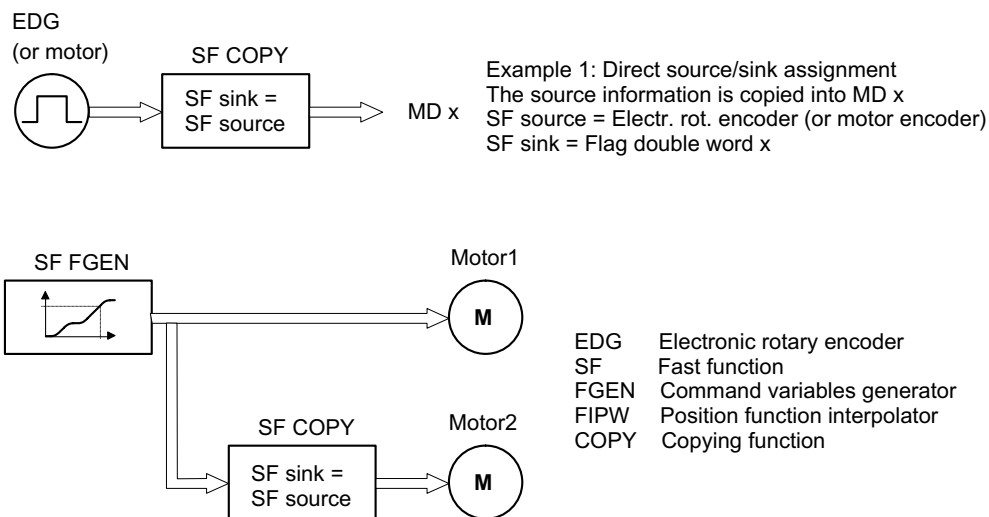 EDG
(or motor)
SF COPY
SF sink =
SF source
MD x
Example 1: Direct source/sink assignment
The source information is copied into MD x
SF source = Electr. rot. encoder (or motor encoder)
SF sink = Flag double word x
SF FGEN
Motor1
M
EDG Electronic rotary encoder
SF Fast function
FGEN Command variables generator
FIPW Position function interpolator
COPY Copying function
SF COPY
SF sink =
SF source
Motor2
M